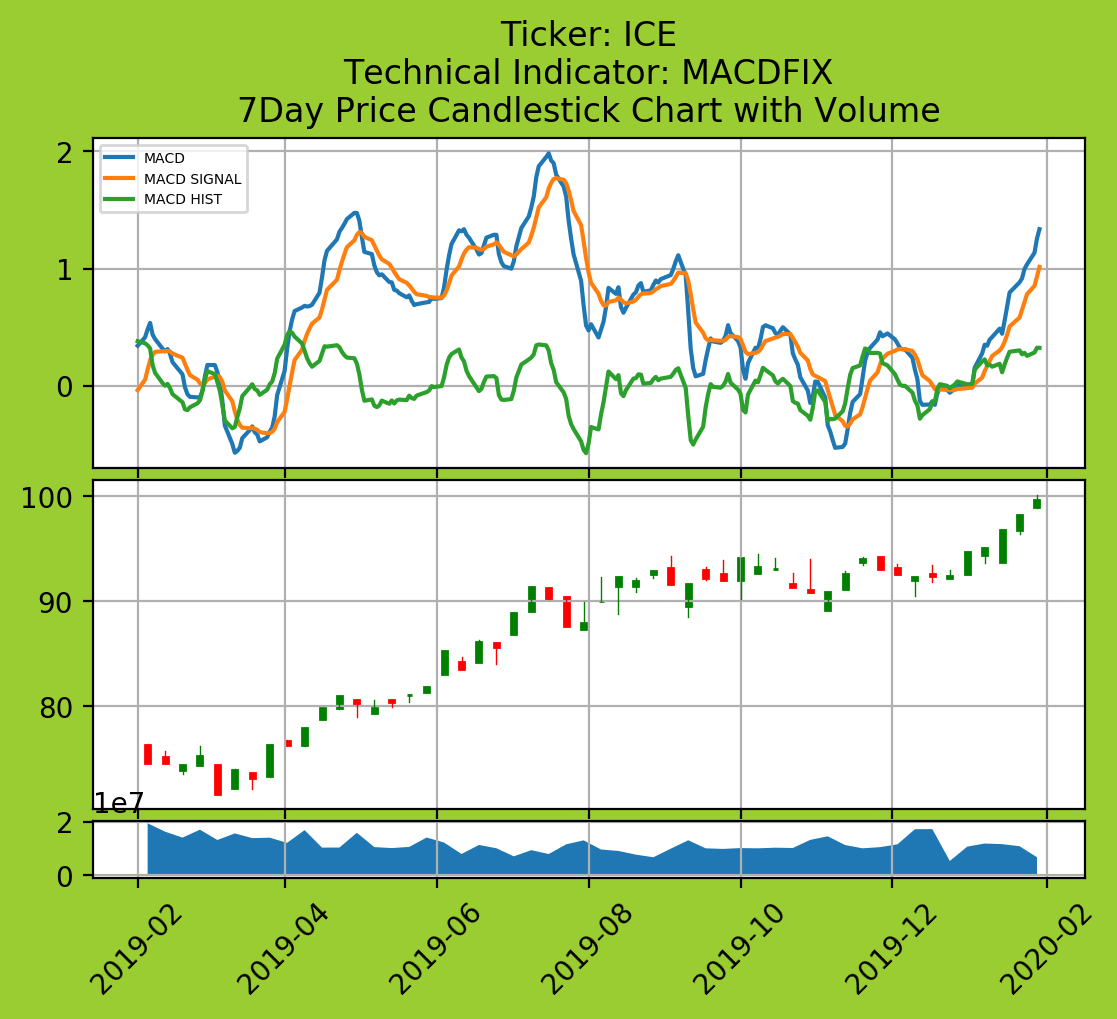 Ticker: ICE
Technical Indicator: MACDFIX
7Day Price Candlestick Chart with Volume
2
1
0
MACD
MACD SIGNAL
MACD HIST
100
90
80
1e7
2
0
2019-02
2019-04
2019-06
2019-08
2019-10
2019-12
2020-02